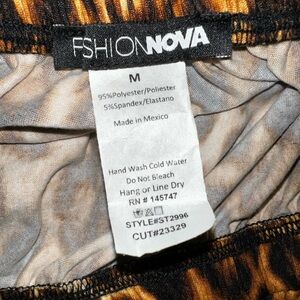 FSHIONNOVA
M
95%Polyester/Poliester
5%Spandex/Elastano
Made in Mexico
Hand Wash Cold Water
Do Not Bleach
Hang or Line Dry
RN # 145747
STYLE#ST2996
CUT#23329